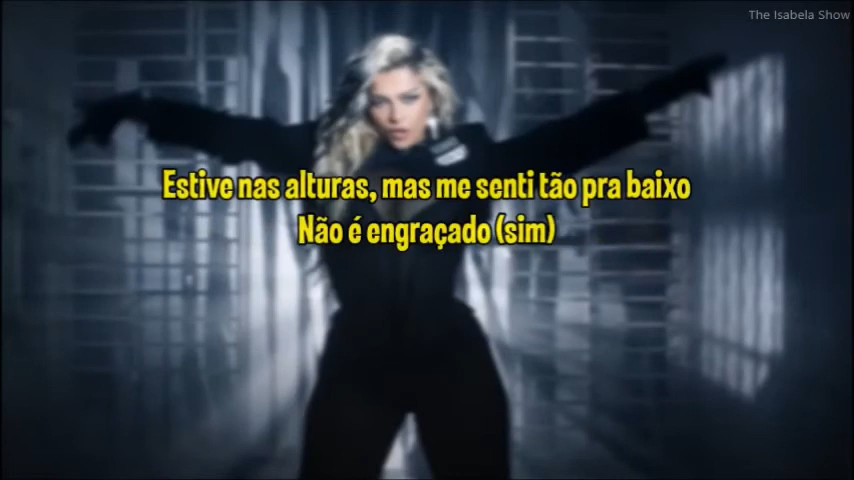 The Isabela Show
Estive nas alturas, mas me senti tão pra baixo
Não é engraçado (sim)